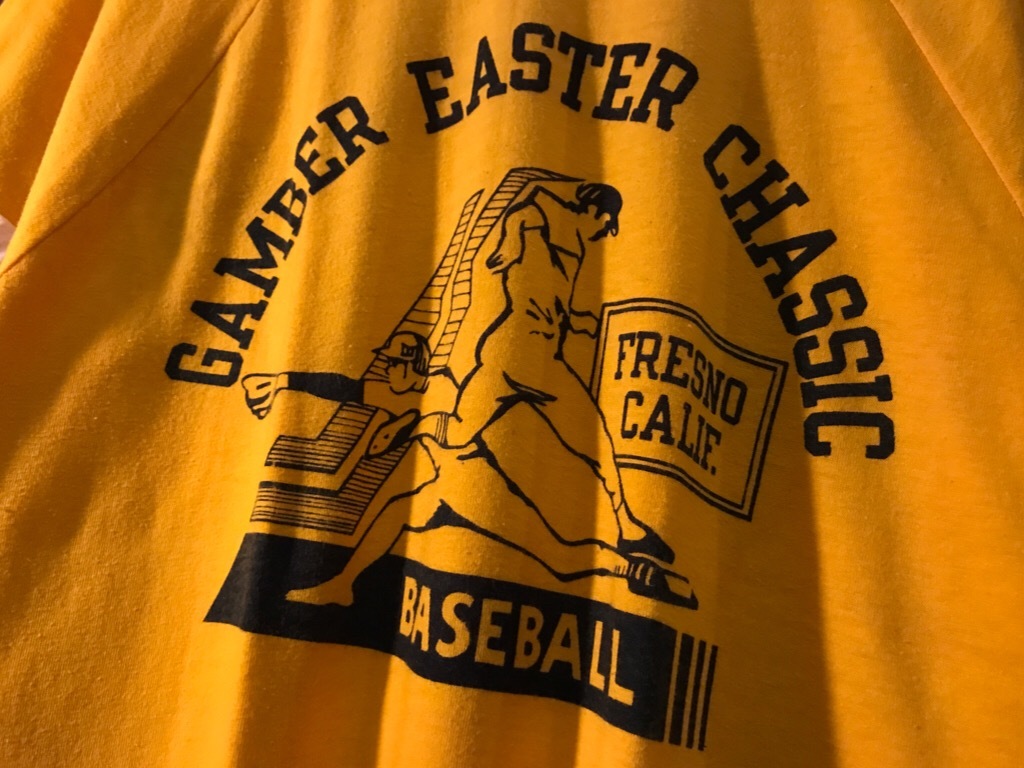 GAMBER EASTER CHASSIC
FRESNO
CALIF.
BASEBALL